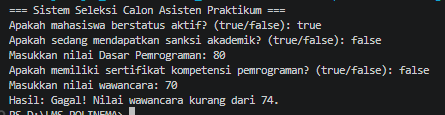 === Sistem Seleksi Calon Asisten Praktikum ===
Apakah mahasiswa berstatus aktif? (true/false): true
Apakah sedang mendapatkan sanksi akademik? (true/false): false
Masukkan nilai Dasar Pemrograman: 80
Apakah memiliki sertifikat kompetensi pemrograman? (true/false): false
Masukkan nilai wawancara: 70
Hasil: Gagal! Nilai wawancara kurang dari 74.
PS D:\LMS POLINEMA>